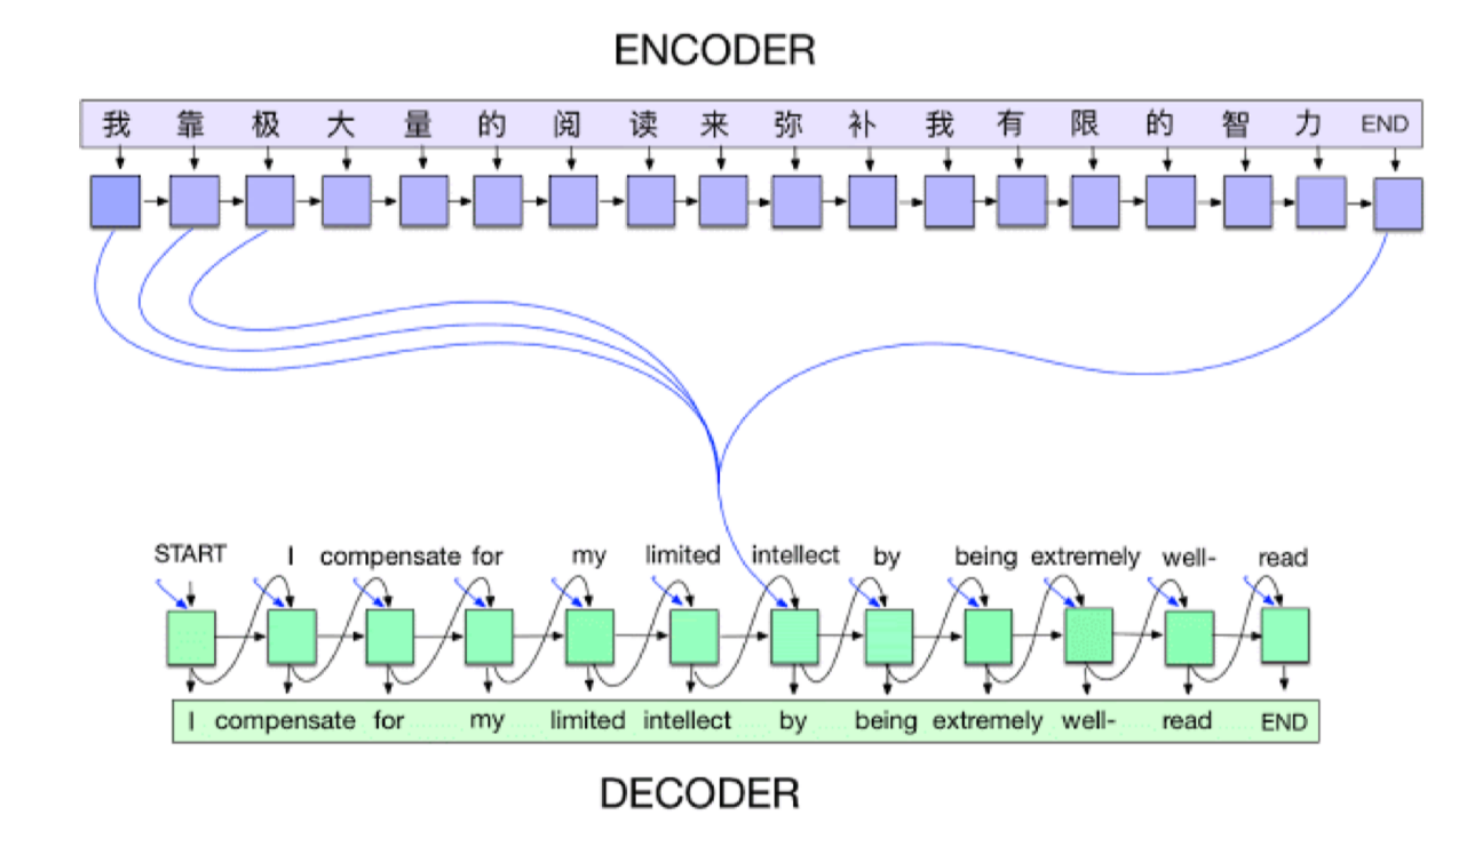 ENCODER
我 靠 极 大 量 的 阅 读 来 弥 补 我 有 限 的 智 力 END
START I compensate for my limited intellect by being extremely well- read
I compensate for my limited intellect by being extremely well- read END
DECODER